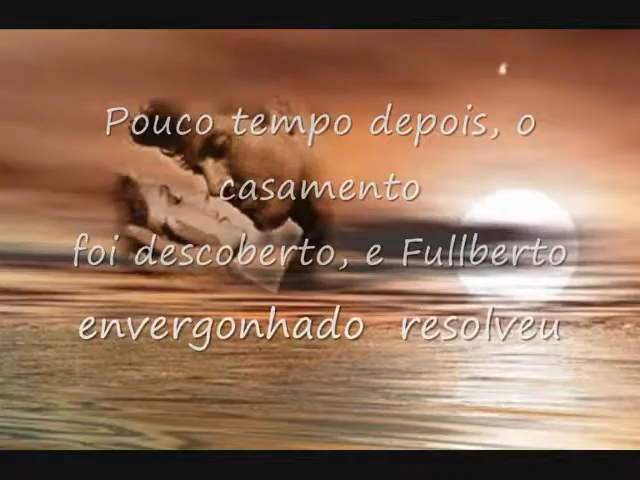 Pouco tempo depois, o
casamento
foi descoberto, e Fullberto
envergonhado resolveu